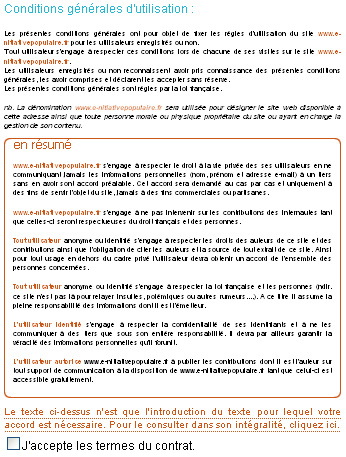 Conditions générales d'utilisation :
Les présentes conditions générales ont pour objet de fixer les règles d'utilisation du site www.e-
nitiativepopulaire.fr pour les utilisateurs enregistrés ou non.
Tout utilisateur s'engage à respecter ces conditions lors de chacune de ses visites sur le site www.e-
nitiativepopulaire.fr.
Les utilisateurs enregistrés ou non reconnaissent avoir pris connaissance des présentes conditions
générales, les avoir comprises et déclarent les accepter sans réserve.
Les présentes conditions générales sont régies par la loi française.
nb. La dénomination www.e-nitiativepopulaire.fr sera utilisée pour désigner le site web disponible à
cette adresse ainsi que toute personne morale ou physique propriétaire du site ou ayant en charge la
gestion de son contenu.
en résumé
www.e-nitiativepopulaire.fr s'engage à respecter le droit à la vie privée des ses utilisateurs en ne
communiquant jamais les informations personnelles (nom, prénom et adresse e-mail) à un tiers
sans en avoir son accord préalable. Cet accord sera demandé au cas par cas et uniquement à
des fins de servir l'objet du site, jamais à des fins commerciales ou partisanes.
www.e-nitiativepopulaire.fr s'engage à ne pas intervenir sur les contributions des internautes tant
que celles-ci seront respectueuses du droit français et des personnes.
Tout utilisateur anonyme ou identifié s'engage à respecter les droits des auteurs de ce site et des
contributions ainsi que l'obligation de citer les auteurs et la source de tout extrait de ce site. Ainsi
pour tout usage en dehors du cadre privé l'utilisateur devra obtenir un accord de l'ensemble des
personnes concernées.
Tout utilisateur anonyme ou identifié s'engage à respecter la loi française et les personnes (ndlr.
ce site n'est pas là pour relayer insultes, polémiques ou autres rumeurs ...). A ce titre il assume la
pleine responsabilité des informations dont il est l'émetteur.
L'utilisateur identifié s'engage à respecter la confidentialité de ses identifiants et à ne les
communiquer à des tiers que sous son entière responsabilité. Il devra par ailleurs garantir la
véracité des informations personnelles qu'il fournit.
L'utilisateur autorise www.e-nitiativepopulaire.fr à publier les contributions dont il est l'auteur sur
tout support de communication à la disposition de www.e-nitiativepopulaire.fr tant que celui-ci est
accessible gratuitement.
Le texte ci-dessus n'est que l'introduction du texte pour lequel votre
accord est nécessaire. Pour le consulter dans son intégralité, cliquez ici.
J'accepte les termes du contrat.